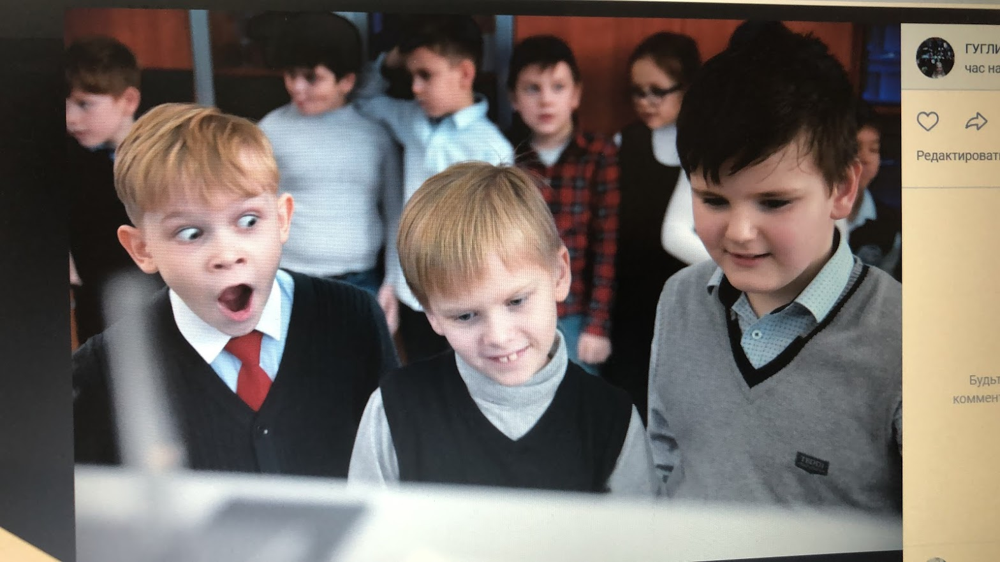 ГУГЛИ
час на
Редактироват
Будьт
коммент